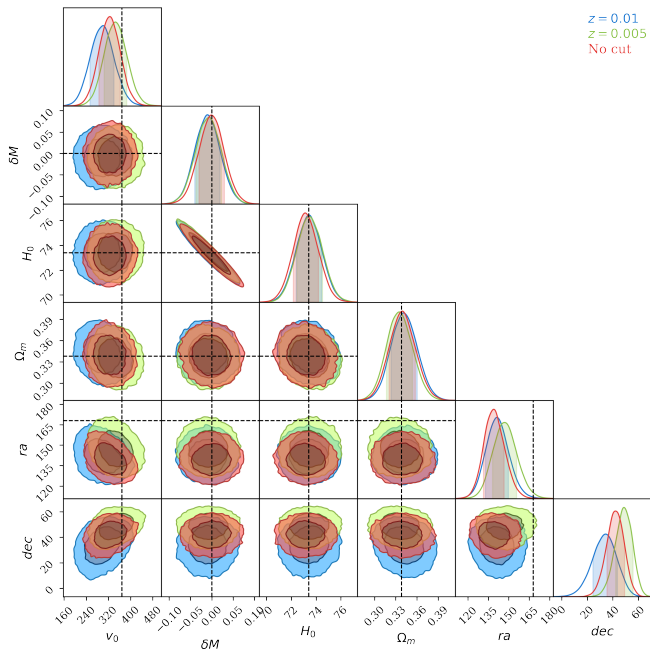 z = 0.01
z = 0.005
No cut
δM
0.10
0.05
0.00
−0.05
−0.10
H₀
76
74
72
70
Ωₘ
0.39
0.36
0.33
0.30
ra
180
165
150
135
120
dec
60
40
20
0
160 240 320 400 480
−0.10 −0.05 0.00 0.05 0.10
70 72 74 76
0.30 0.33 0.36 0.39
120 135 150 165 180
0 20 40 60
v₀ δM H₀ Ωₘ ra dec